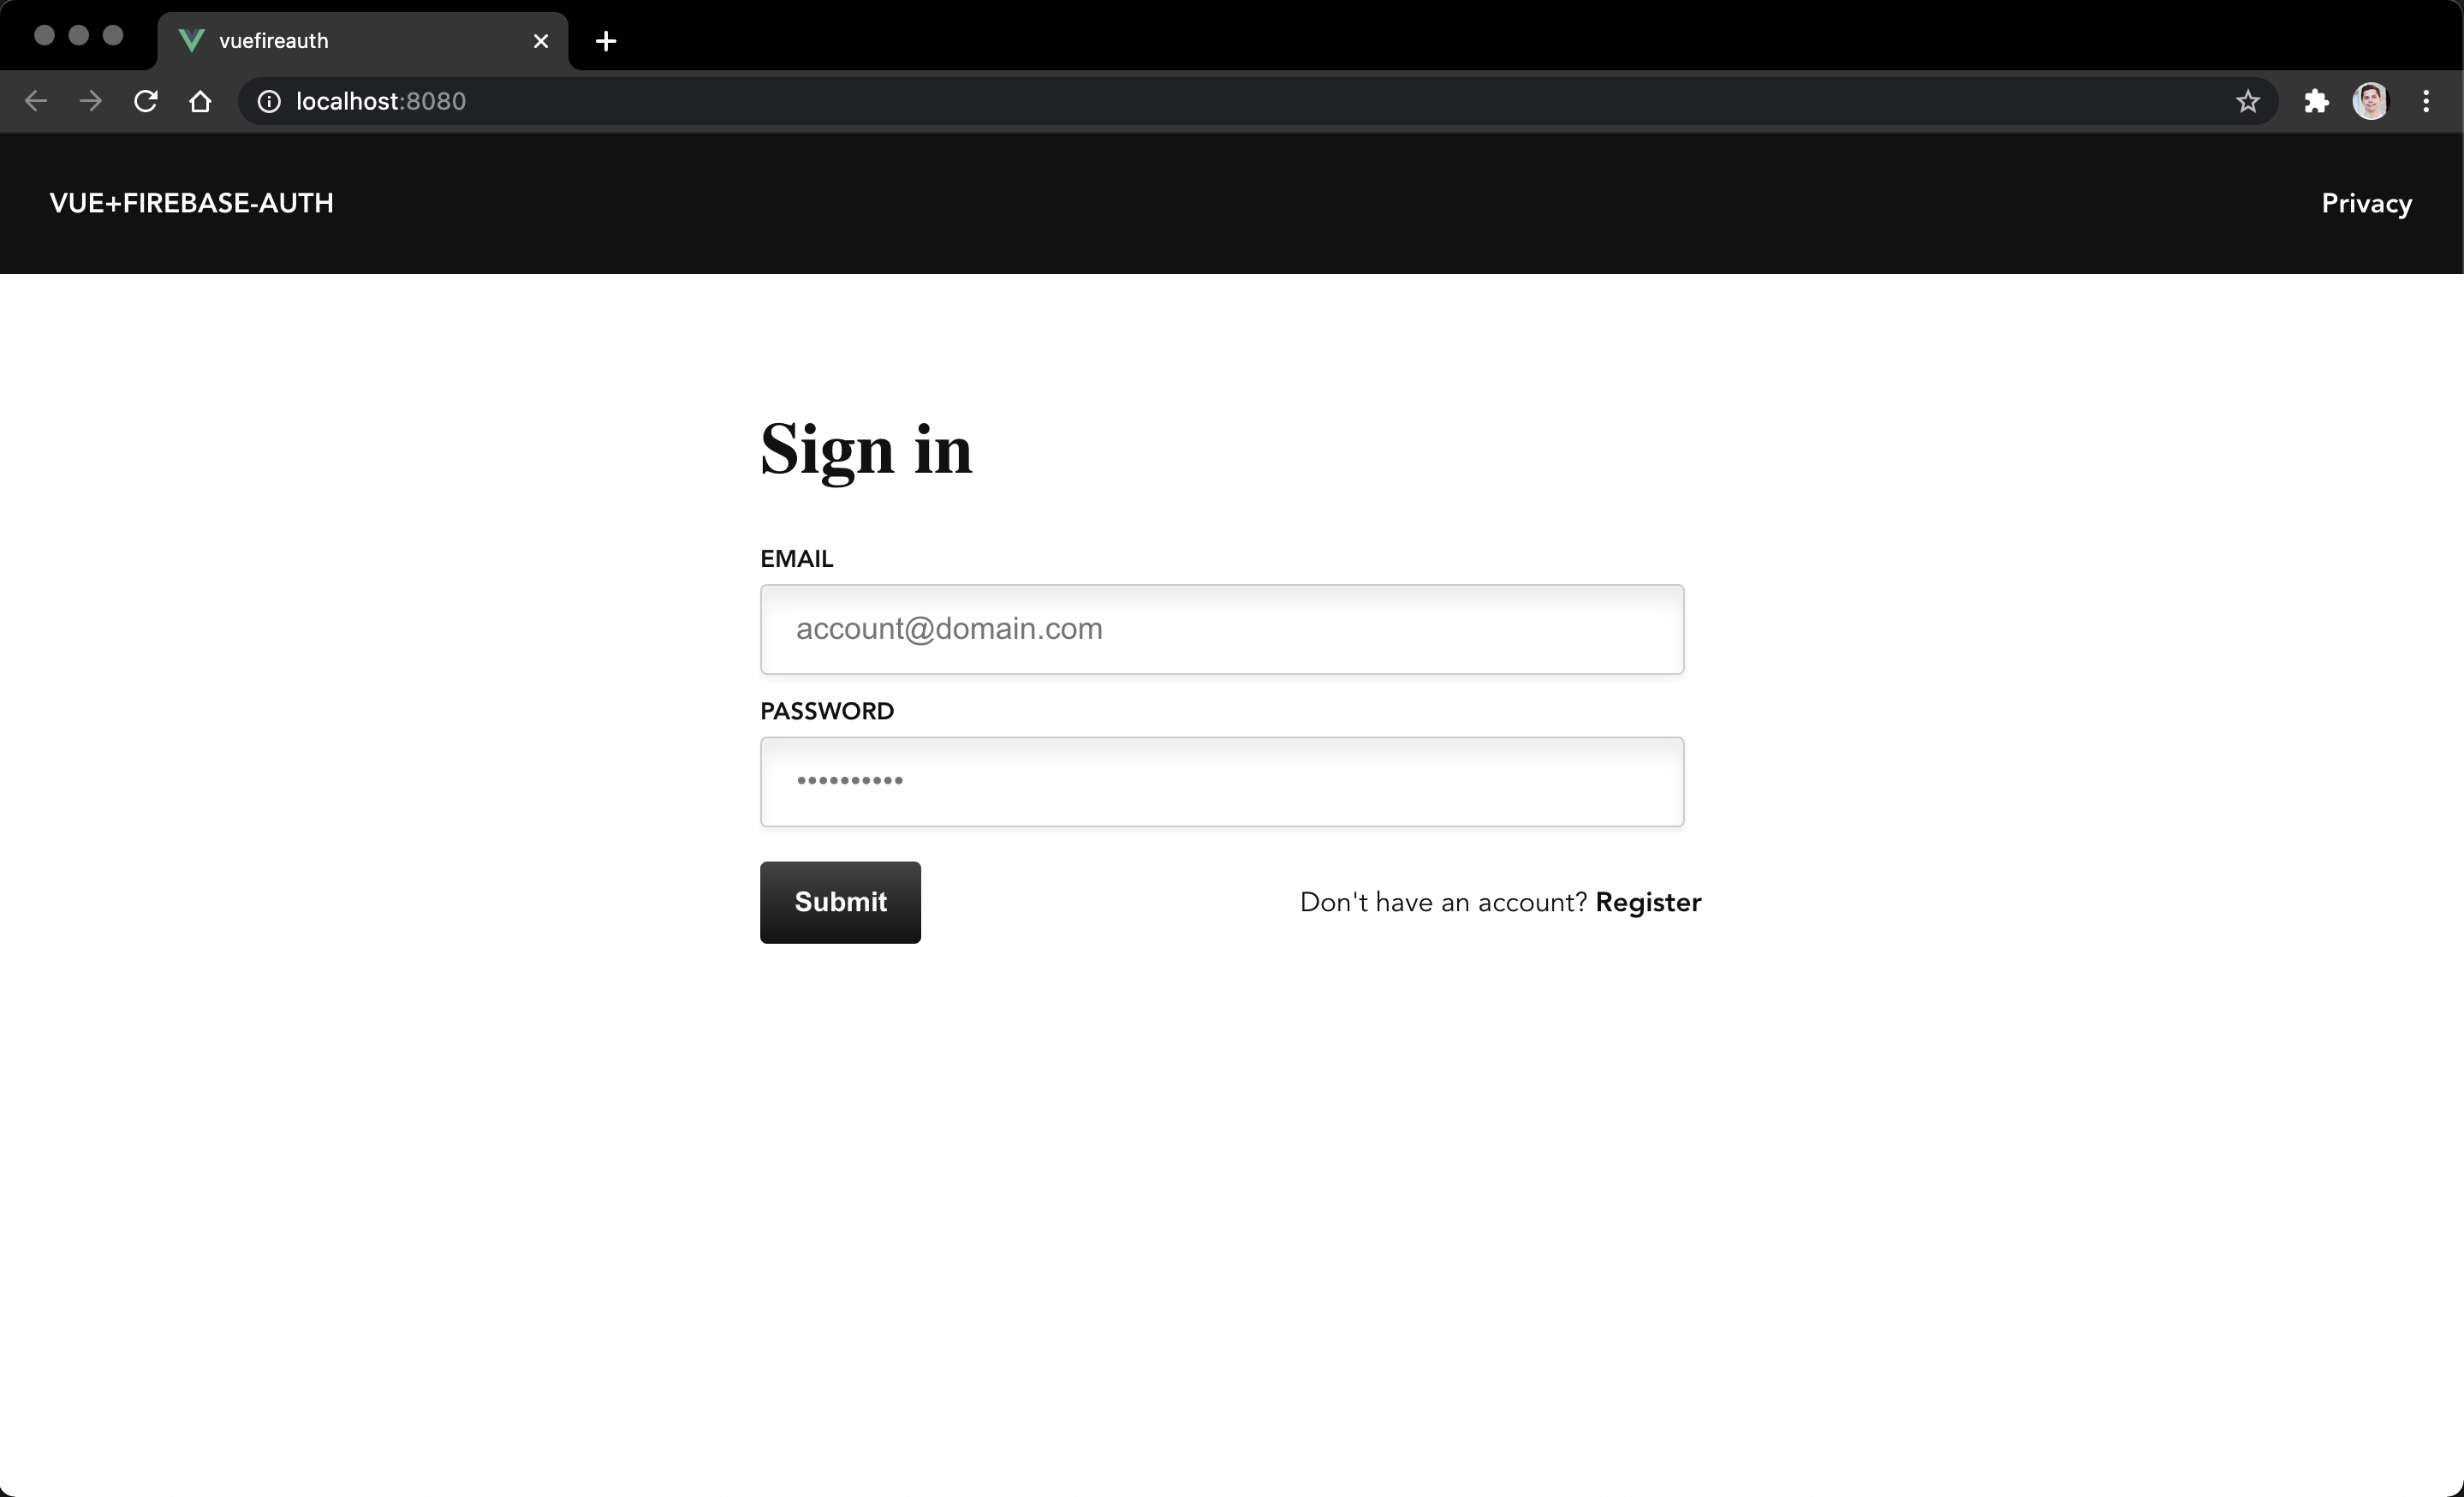 vuefireauth
localhost:8080
VUE+FIREBASE-AUTH
Privacy
Sign in
EMAIL
account@domain.com
PASSWORD
••••••••••
Submit
Don't have an account? Register